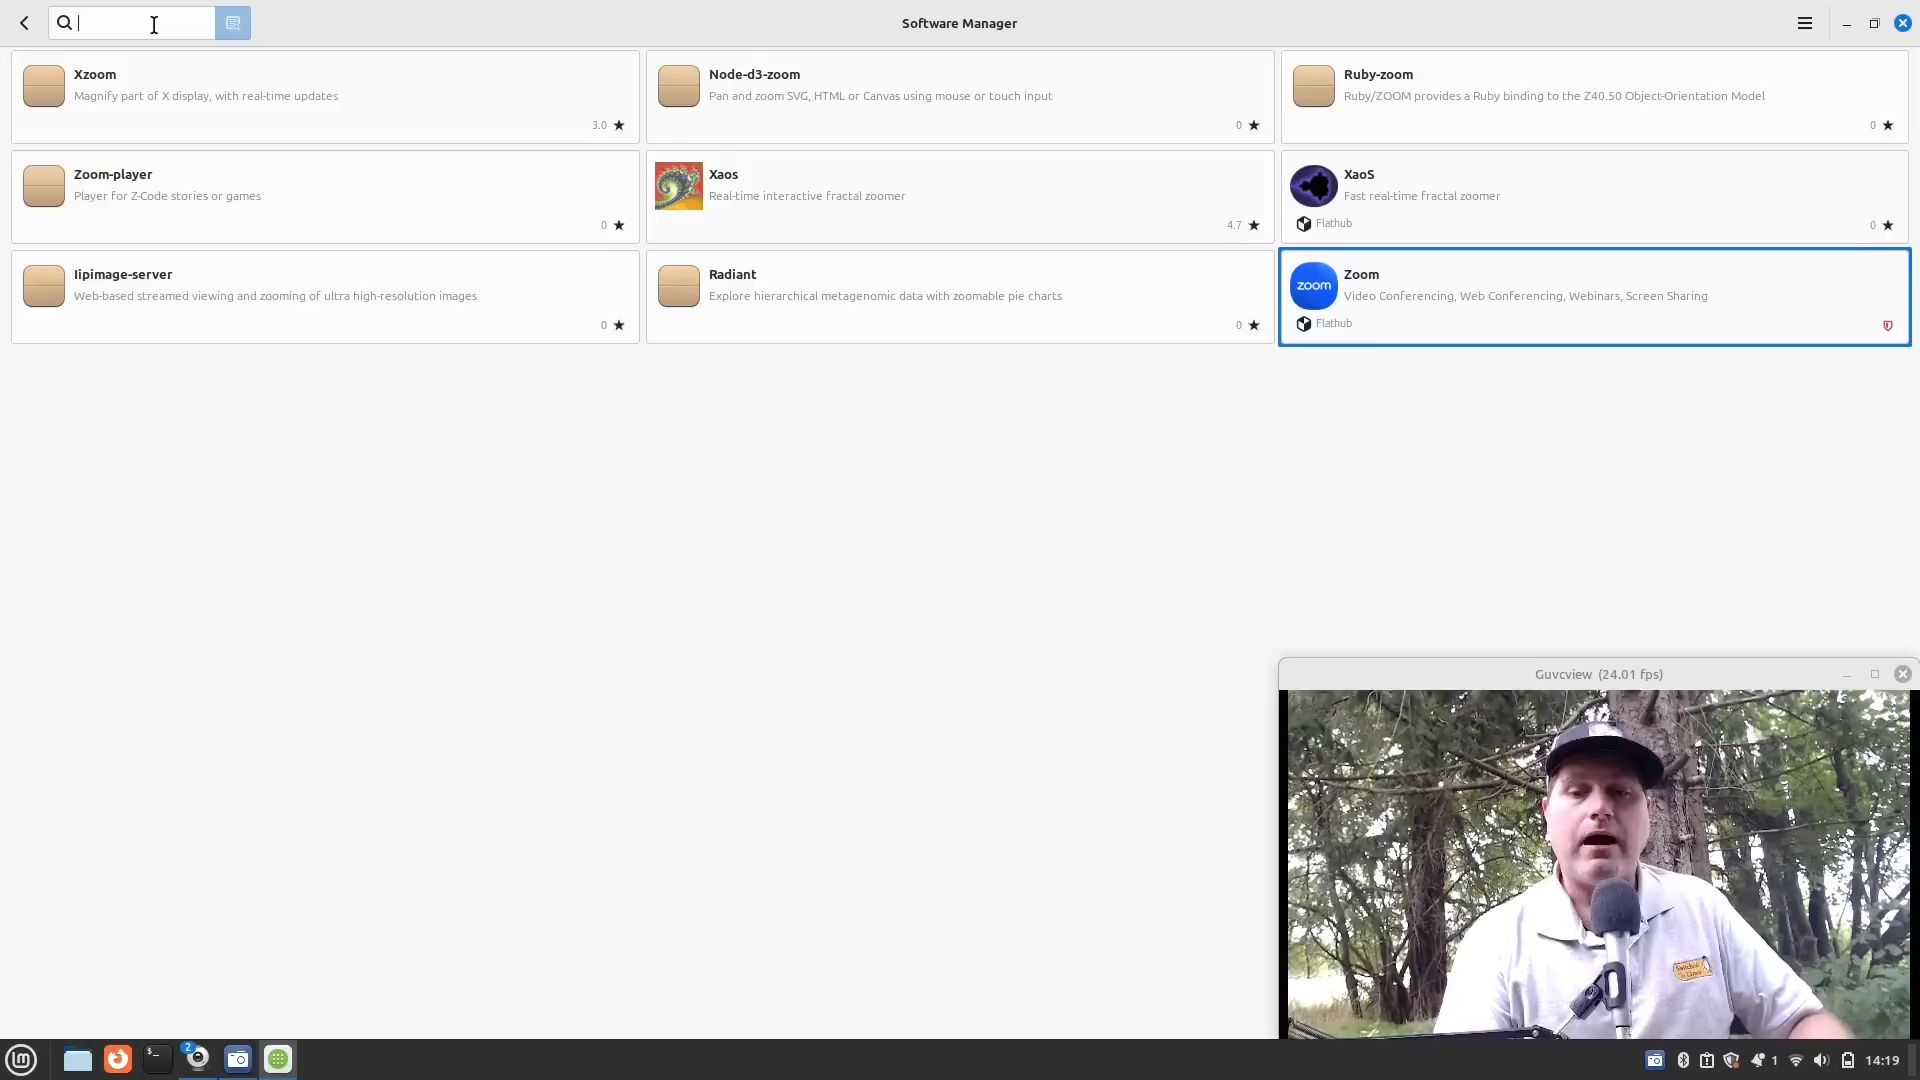 Software Manager
Xzoom
Magnify part of X display, with real-time updates
3.0
Node-d3-zoom
Pan and zoom SVG, HTML or Canvas using mouse or touch input
0
Ruby-zoom
Ruby/ZOOM provides a Ruby binding to the Z40.50 Object-Orientation Model
0
Zoom-player
Player for Z-Code stories or games
0
Xaos
Real-time interactive fractal zoomer
4.7
XaoS
Fast real-time fractal zoomer
Flathub
0
Iipimage-server
Web-based streamed viewing and zooming of ultra high-resolution images
0
Radiant
Explore hierarchical metagenomic data with zoomable pie charts
0
zoom
Zoom
Video Conferencing, Web Conferencing, Webinars, Screen Sharing
Flathub
Guvcview (24.01 fps)
Switched
To Linux
2
1
14:19